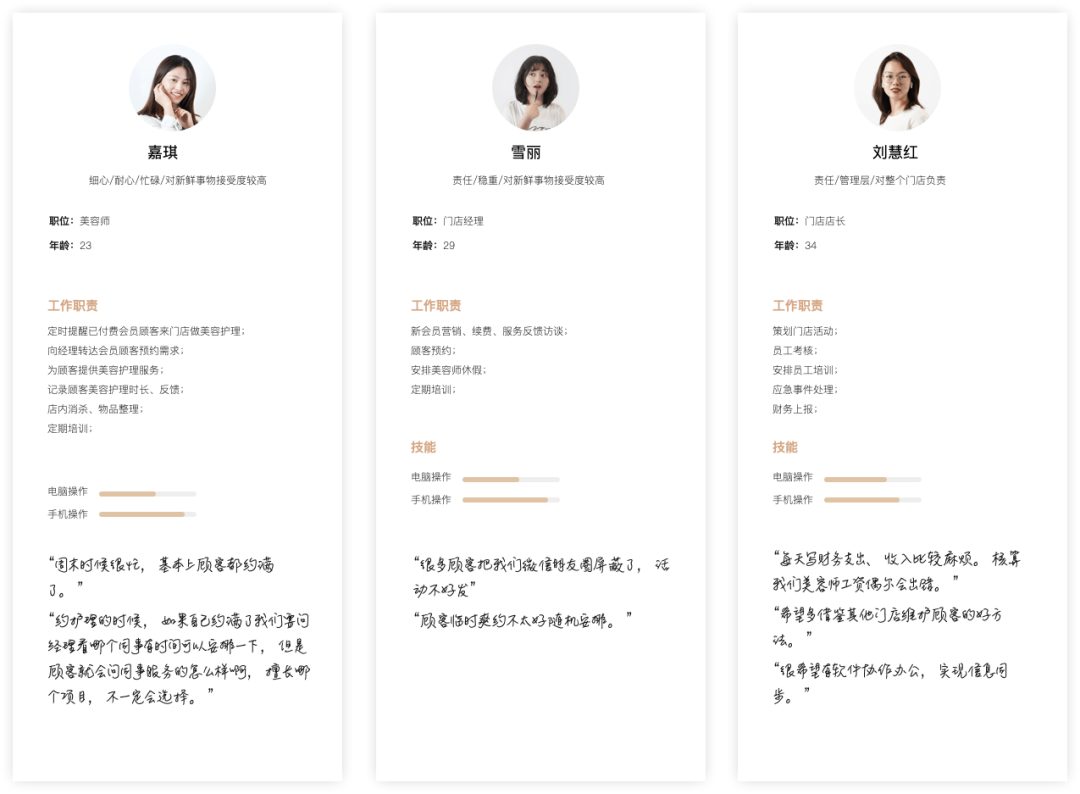 嘉琪
细心/耐心/忙碌/对新鲜事物接受度较高
职位：美容师
年龄：23
工作职责
定时提醒已付费会员顾客来门店做美容护理；
向经理转达会员顾客预约需求；
为顾客提供美容护理服务；
记录顾客美容护理时长、反馈；
店内消杀、物品整理；
定期培训；
电脑操作
手机操作
“周末时候很忙，基本上顾客都约满
了。”
“约护理的时候，如果自己约满了我们需问
经理看哪个同事有时间可以安排一下，但是
顾客就会问同事服务的怎么样啊，擅长哪
个项目，不一定会选择。”
雪丽
责任/稳重/对新鲜事物接受度较高
职位：门店经理
年龄：29
工作职责
新会员营销、续费、服务反馈访谈；
顾客预约；
安排美容师休假；
定期培训；
技能
电脑操作
手机操作
“很多顾客把我们微信朋友圈屏蔽了，活
动不好发”
“顾客临时爽约不太好随机安排。”
刘慧红
责任/管理层/对整个门店负责
职位：门店店长
年龄：34
工作职责
策划门店活动；
员工考核；
安排员工培训；
应急事件处理；
财务上报；
技能
电脑操作
手机操作
“每天写财务支出、收入比较麻烦。核算
我们美容师工资偶尔会出错。”
“希望多借鉴其他门店维护顾客的好方
法。”
“很希望有软件协作办公，实现信息同
步。”